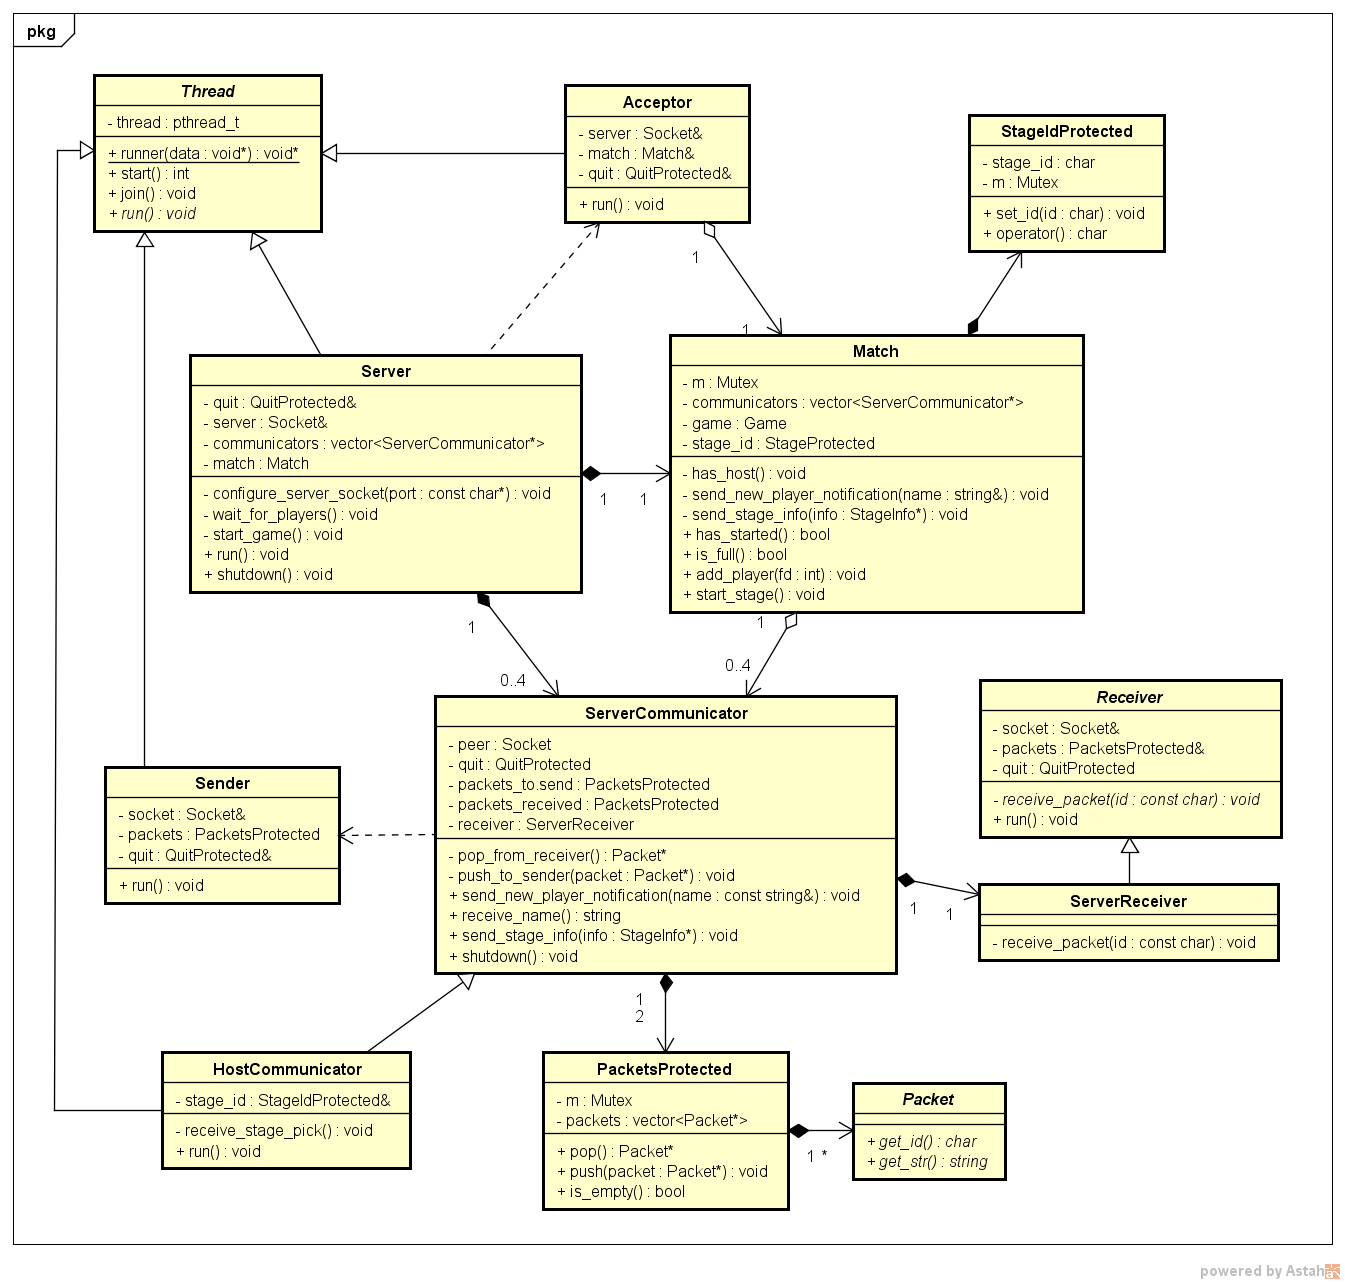 pkg
Thread
- thread : pthread_t
+ runner(data : void*) : void*
+ start() : int
+ join() : void
+ run() : void
Acceptor
- server : Socket&
- match : Match&
- quit : QuitProtected&
+ run() : void
StageIdProtected
- stage_id : char
- m : Mutex
+ set_id(id : char) : void
+ operator() : char
1
1
Server
- quit : QuitProtected&
- server : Socket&
- communicators : vector<ServerCommunicator*>
- match : Match
- configure_server_socket(port : const char*) : void
- wait_for_players() : void
- start_game() : void
+ run() : void
+ shutdown() : void
1
1
Match
- m : Mutex
- communicators : vector<ServerCommunicator*>
- game : Game
- stage_id : StageProtected
- has_host() : void
- send_new_player_notification(name : string&) : void
- send_stage_info(info : StageInfo*) : void
+ has_started() : bool
+ is_full() : bool
+ add_player(fd : int) : void
+ start_stage() : void
1
0..4
1
0..4
ServerCommunicator
- peer : Socket
- quit : QuitProtected
- packets_to.send : PacketsProtected
- packets_received : PacketsProtected
- receiver : ServerReceiver
- pop_from_receiver() : Packet*
- push_to_sender(packet : Packet*) : void
+ send_new_player_notification(name : const string&) : void
+ receive_name() : string
+ send_stage_info(info : StageInfo*) : void
+ shutdown() : void
Receiver
- socket : Socket&
- packets : PacketsProtected&
- quit : QuitProtected
- receive_packet(id : const char) : void
+ run() : void
Sender
- socket : Socket&
- packets : PacketsProtected
- quit : QuitProtected&
+ run() : void
1
1
ServerReceiver
- receive_packet(id : const char) : void
1
2
HostCommunicator
- stage_id : StageIdProtected&
- receive_stage_pick() : void
+ run() : void
PacketsProtected
- m : Mutex
- packets : vector<Packet*>
+ pop() : Packet*
+ push(packet : Packet*) : void
+ is_empty() : bool
1 *
Packet
+ get_id() : char
+ get_str() : string
powered by Astah